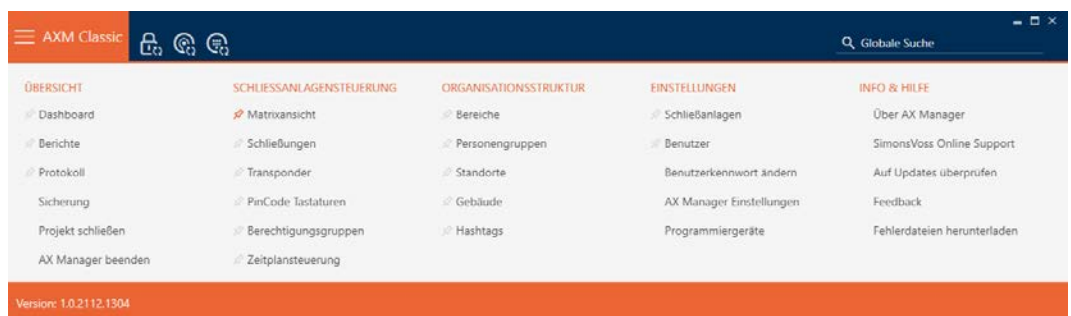 AXM Classic
Globale Suche
ÜBERSICHT
Dashboard
Berichte
Protokoll
Sicherung
Projekt schließen
AX Manager beenden
SCHLIESSANLAGENSTEUERUNG
Matrixansicht
Schließungen
Transponder
PinCode Tastaturen
Berechtigungsgruppen
Zeitplansteuerung
ORGANISATIONSSTRUKTUR
Bereiche
Personengruppen
Standorte
Gebäude
Hashtags
EINSTELLUNGEN
Schließanlagen
Benutzer
Benutzerkennwort ändern
AX Manager Einstellungen
Programmiergeräte
INFO & HILFE
Über AX Manager
SimonsVoss Online Support
Auf Updates überprüfen
Feedback
Fehlerdateien herunterladen
Version: 1.0.2112.1304